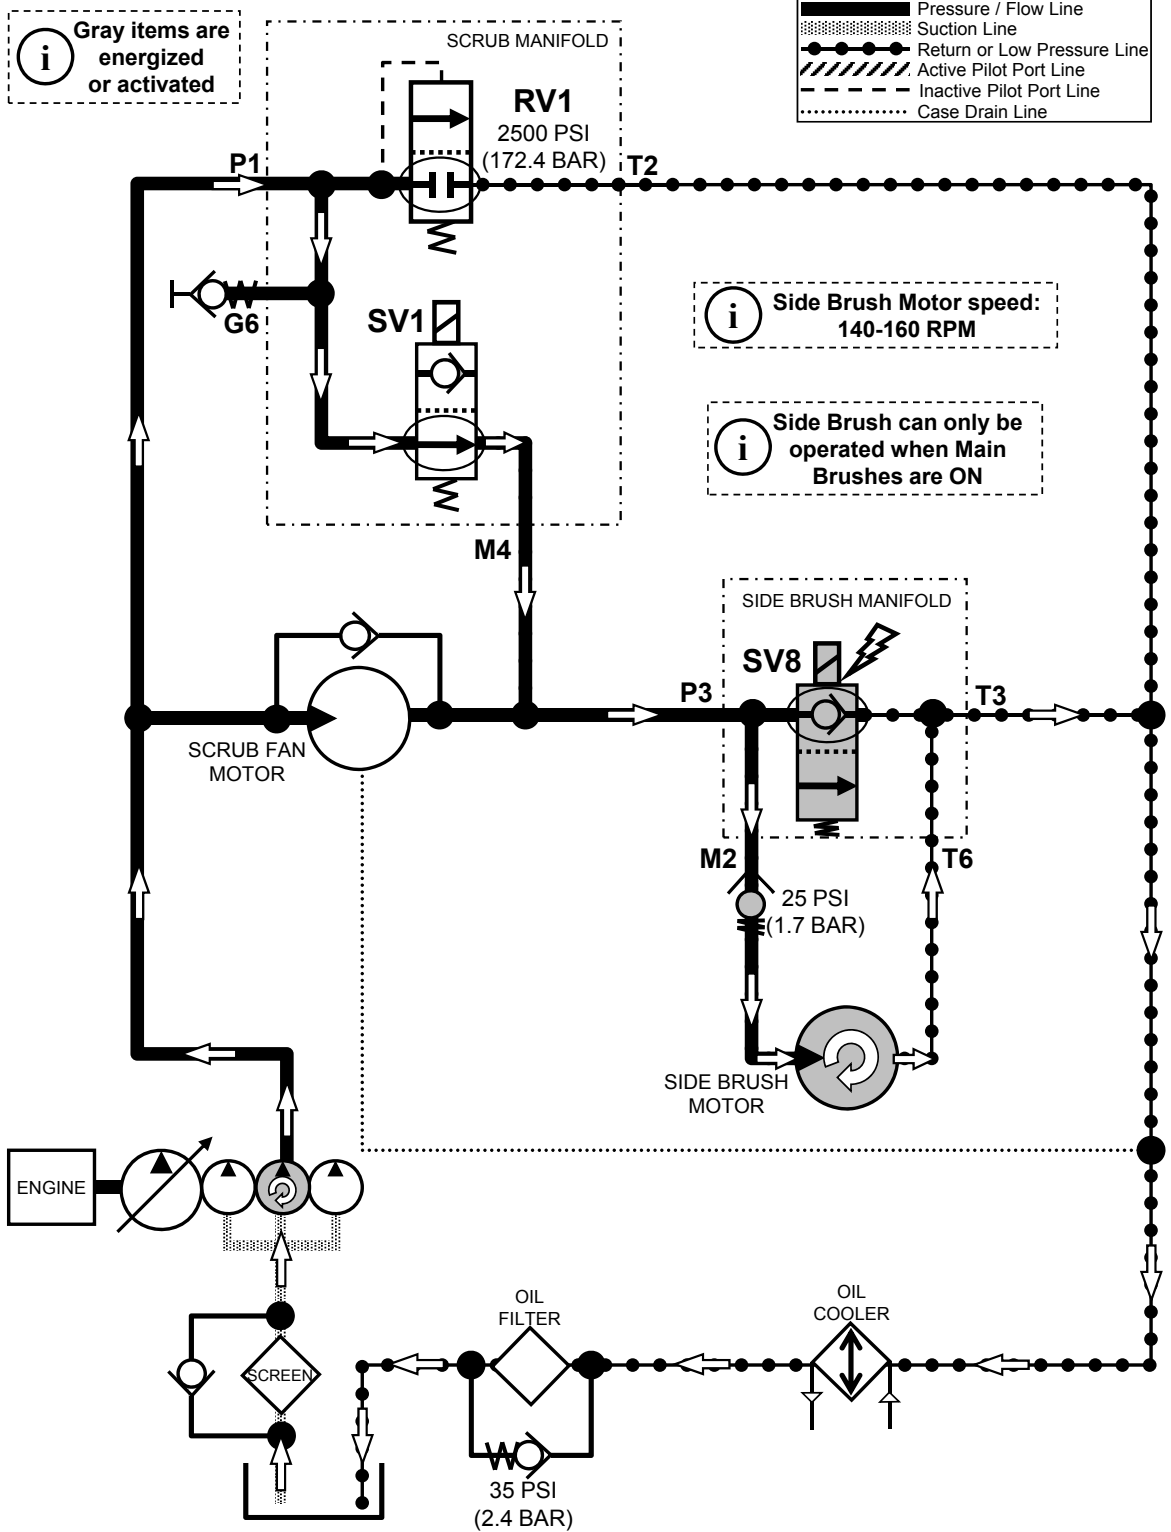 Gray items are
energized
or activated
i
SCRUB MANIFOLD
Pressure / Flow Line
Suction Line
Return or Low Pressure Line
Active Pilot Port Line
Inactive Pilot Port Line
Case Drain Line
RV1
2500 PSI
(172.4 BAR)
P1
T2
G6
SV1
i
Side Brush Motor speed:
140-160 RPM
i
Side Brush can only be
operated when Main
Brushes are ON
M4
SIDE BRUSH MANIFOLD
SV8
P3
T3
SCRUB FAN
MOTOR
M2
T6
25 PSI
(1.7 BAR)
SIDE BRUSH
MOTOR
ENGINE
OIL
FILTER
OIL
COOLER
SCREEN
35 PSI
(2.4 BAR)